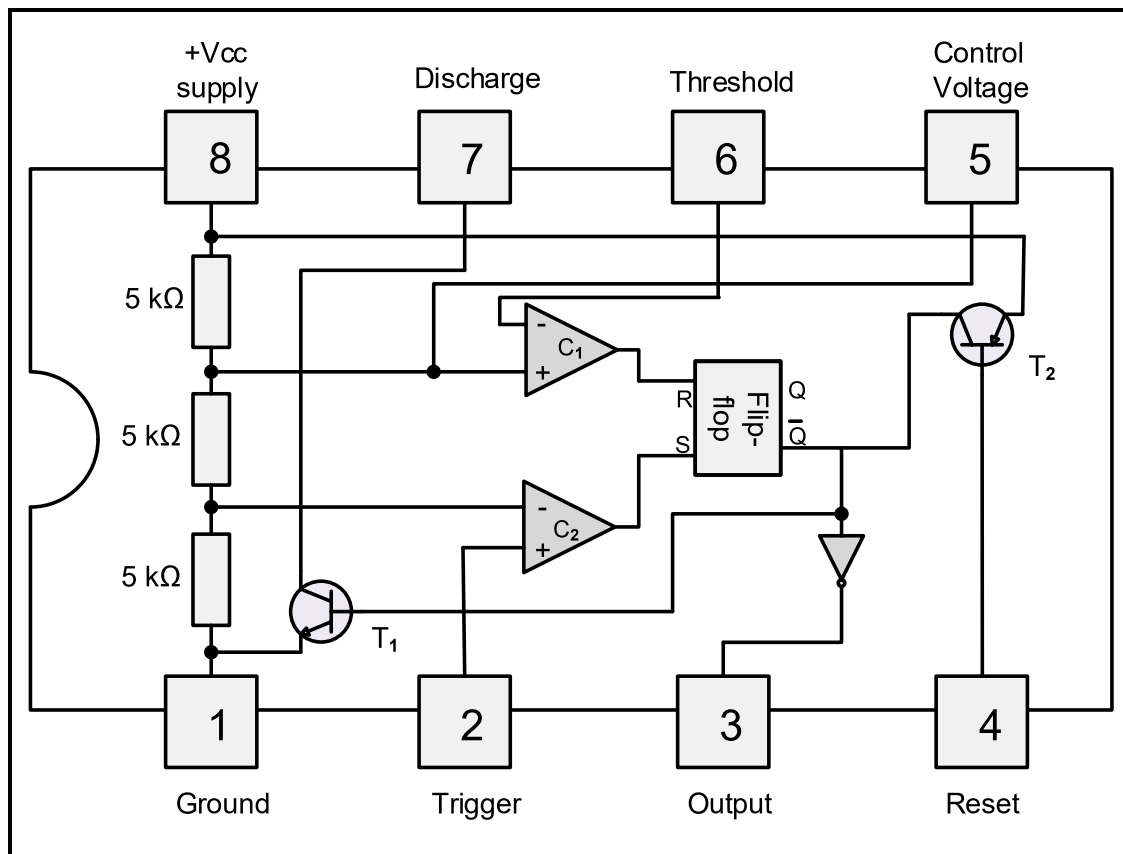 +Vcc
supply
Discharge
Threshold
Control
Voltage
8
7
6
5
5 kΩ
-
C1
+
T2
R
Flip-
flop
Q
Q̅
S
5 kΩ
-
C2
+
5 kΩ
T1
1
2
3
4
Ground
Trigger
Output
Reset